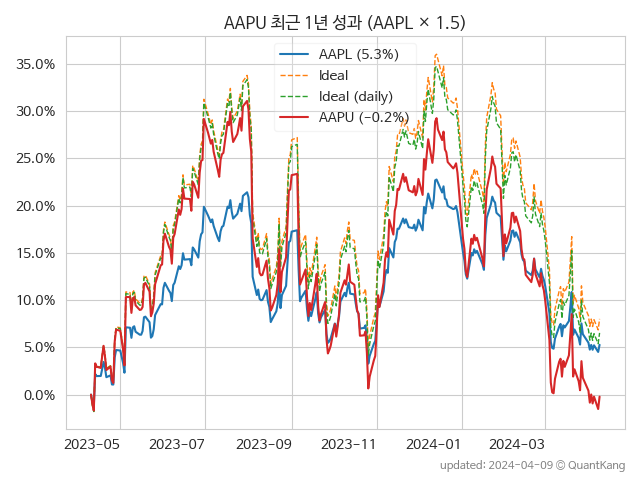 AAPU 최근 1년 성과 (AAPL × 1.5)
AAPL (5.3%)
Ideal
Ideal (daily)
AAPU (−0.2%)
35.0%
30.0%
25.0%
20.0%
15.0%
10.0%
5.0%
0.0%
2023-05 2023-07 2023-09 2023-11 2024-01 2024-03
updated: 2024-04-09 © QuantKang